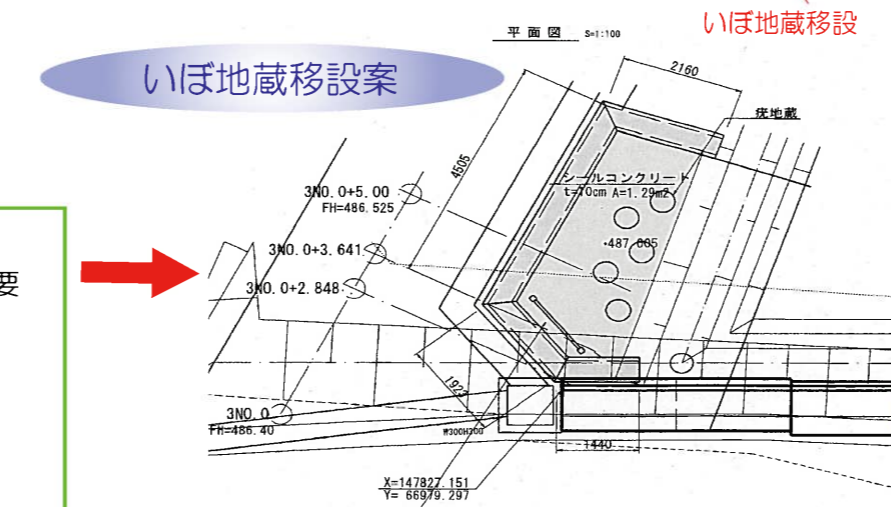 いぼ地蔵移設
平面図 S=1:100
いぼ地蔵移設案
2160
疣地蔵
4505
シールコンクリート
t=10cm A=1.29m2
3NO.0+5.00
FH=486.525
487.005
3NO.0+3.641
要
3NO.0+2.848
1923
3NO.0
FH=486.40
W300H300
1440
X=147827.151
Y= 66979.297